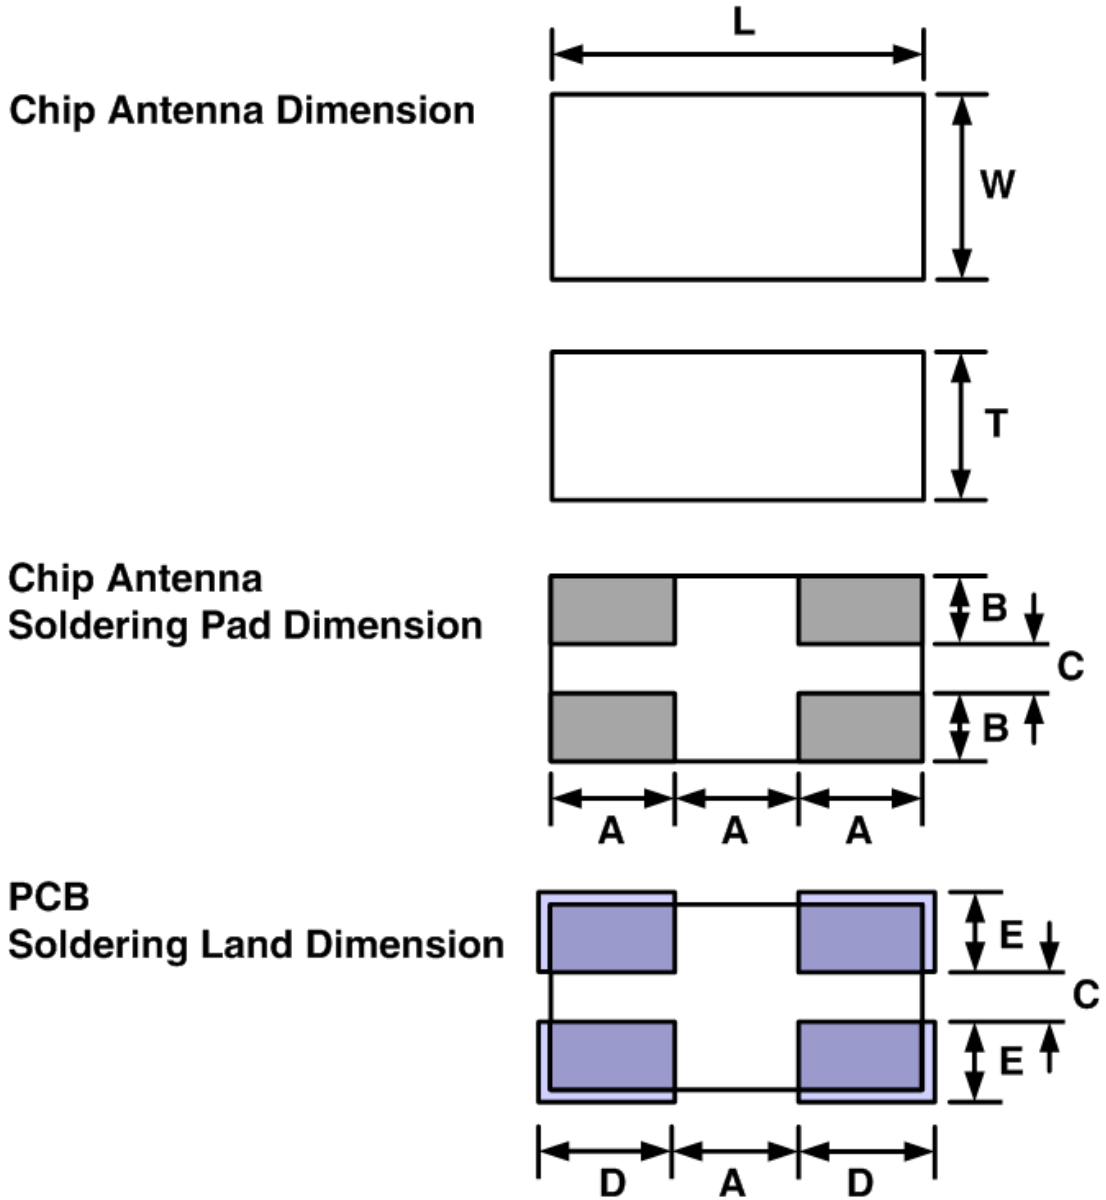 L
Chip Antenna Dimension
W
T
Chip Antenna
Soldering Pad Dimension
B
C
B
A A A
PCB
Soldering Land Dimension
E
C
E
D A D